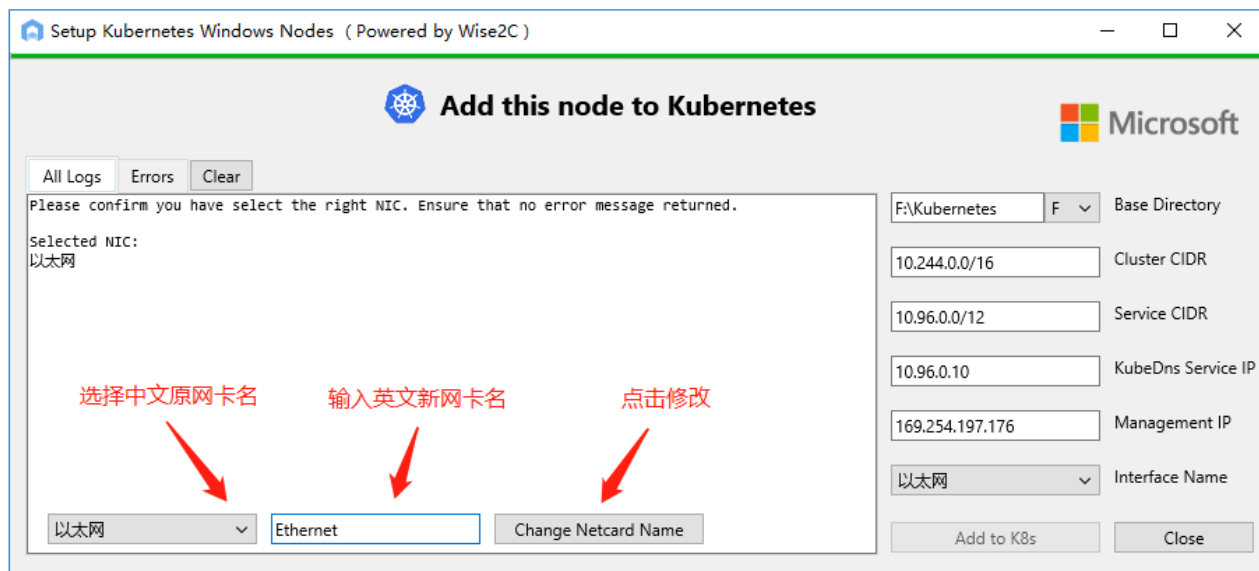 Setup Kubernetes Windows Nodes （Powered by Wise2C）
Add this node to Kubernetes
Microsoft
All Logs Errors Clear
Please confirm you have select the right NIC. Ensure that no error message returned.
Selected NIC:
以太网
选择中文原网卡名 输入英文新网卡名 点击修改
以太网 Ethernet Change Netcard Name
F:\Kubernetes F Base Directory
10.244.0.0/16 Cluster CIDR
10.96.0.0/12 Service CIDR
10.96.0.10 KubeDns Service IP
169.254.197.176 Management IP
以太网 Interface Name
Add to K8s Close